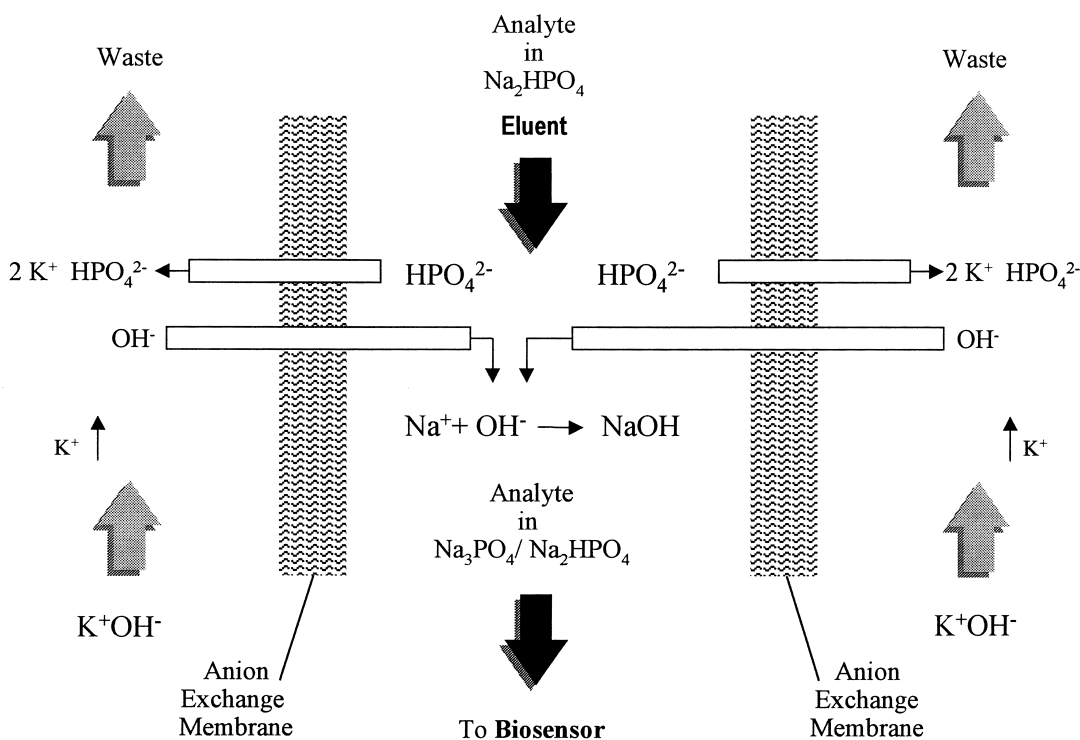 Waste
Analyte
in
Na₂HPO₄
Eluent
Waste
2 K⁺ HPO₄²⁻
HPO₄²⁻
HPO₄²⁻
2 K⁺ HPO₄²⁻
OH⁻
OH⁻
Na⁺+ OH⁻ → NaOH
K⁺
K⁺
Analyte
in
Na₃PO₄/ Na₂HPO₄
K⁺OH⁻
K⁺OH⁻
Anion
Exchange
Membrane
To Biosensor
Anion
Exchange
Membrane